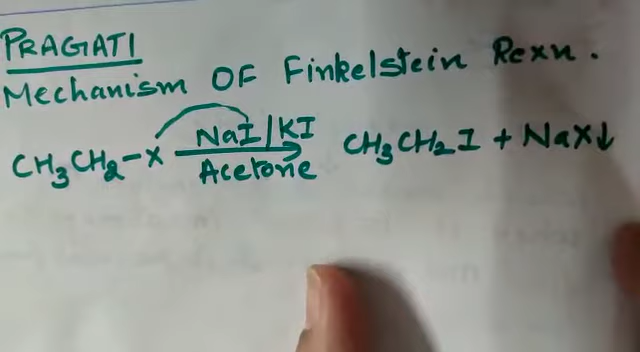 PRAGATI
Mechanism OF Finkelstein Rexn.
CH₃CH₂-X NaI/KI Acetone CH₃CH₂I + NaX↓